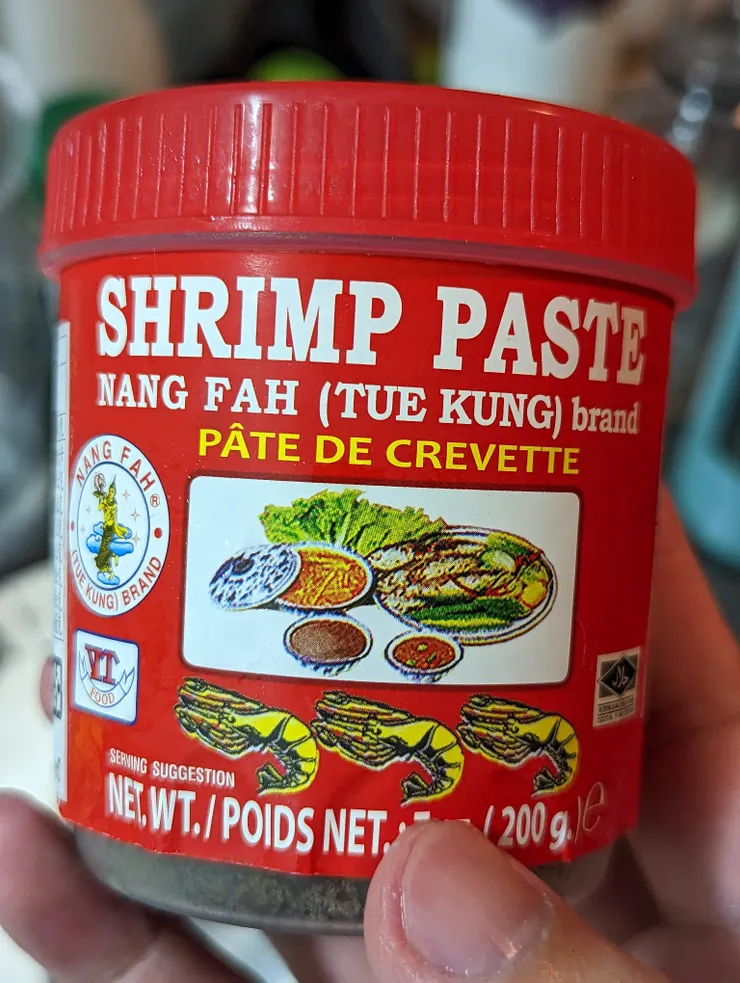 SHRIMP PASTE
NANG FAH (TUE KUNG) brand
PÂTE DE CREVETTE
NANG FAH®
(TUE KUNG) BRAND
VT
FOOD
حلال
SERVING SUGGESTION
NET. WT. / POIDS NET. : / 200 g. e